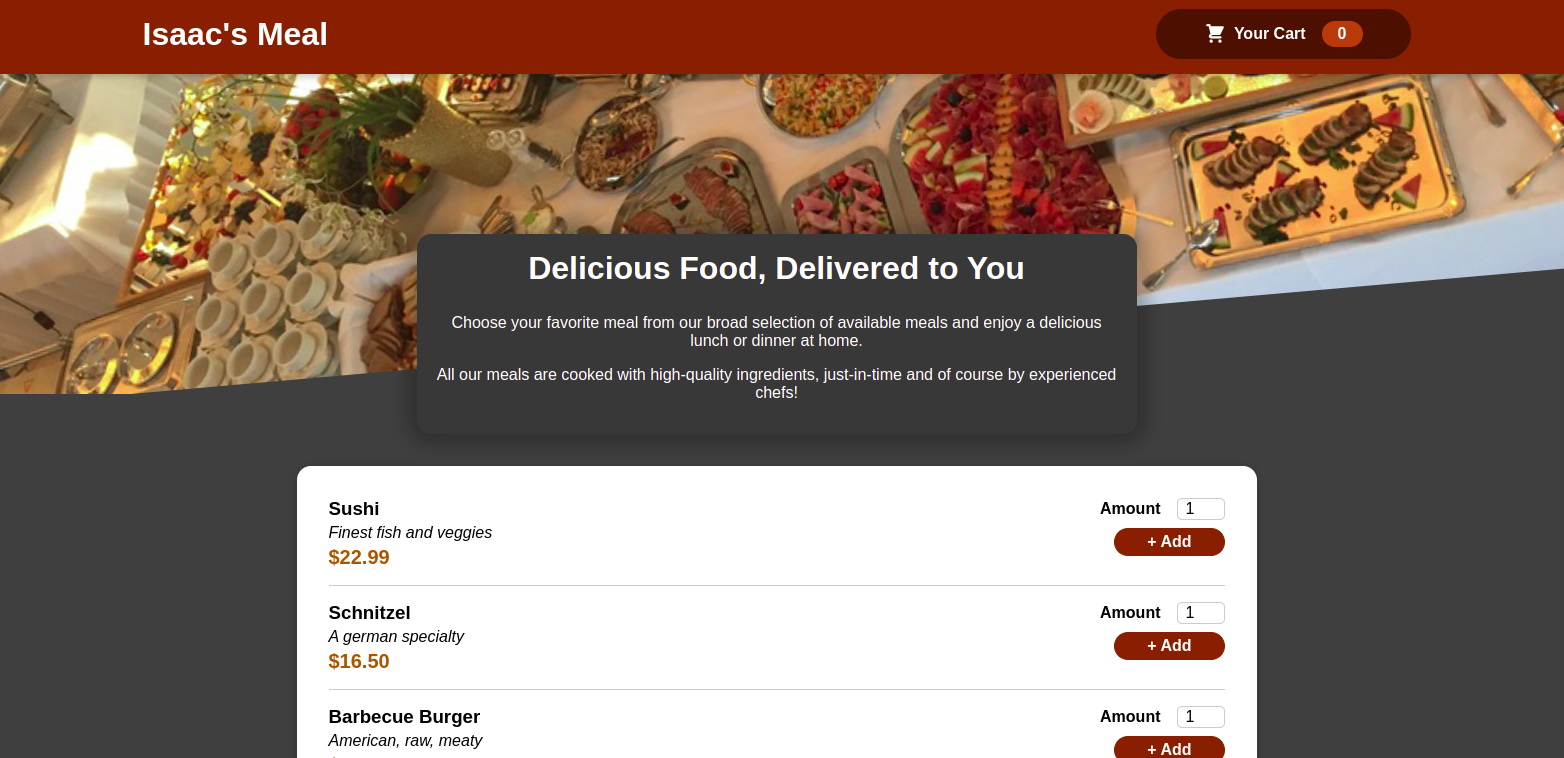 Isaac's Meal
Your Cart 0
Delicious Food, Delivered to You
Choose your favorite meal from our broad selection of available meals and enjoy a delicious
lunch or dinner at home.
All our meals are cooked with high-quality ingredients, just-in-time and of course by experienced
chefs!
Sushi
Finest fish and veggies
$22.99
Amount 1
+ Add
Schnitzel
A german specialty
$16.50
Amount 1
+ Add
Barbecue Burger
American, raw, meaty
Amount 1
+ Add